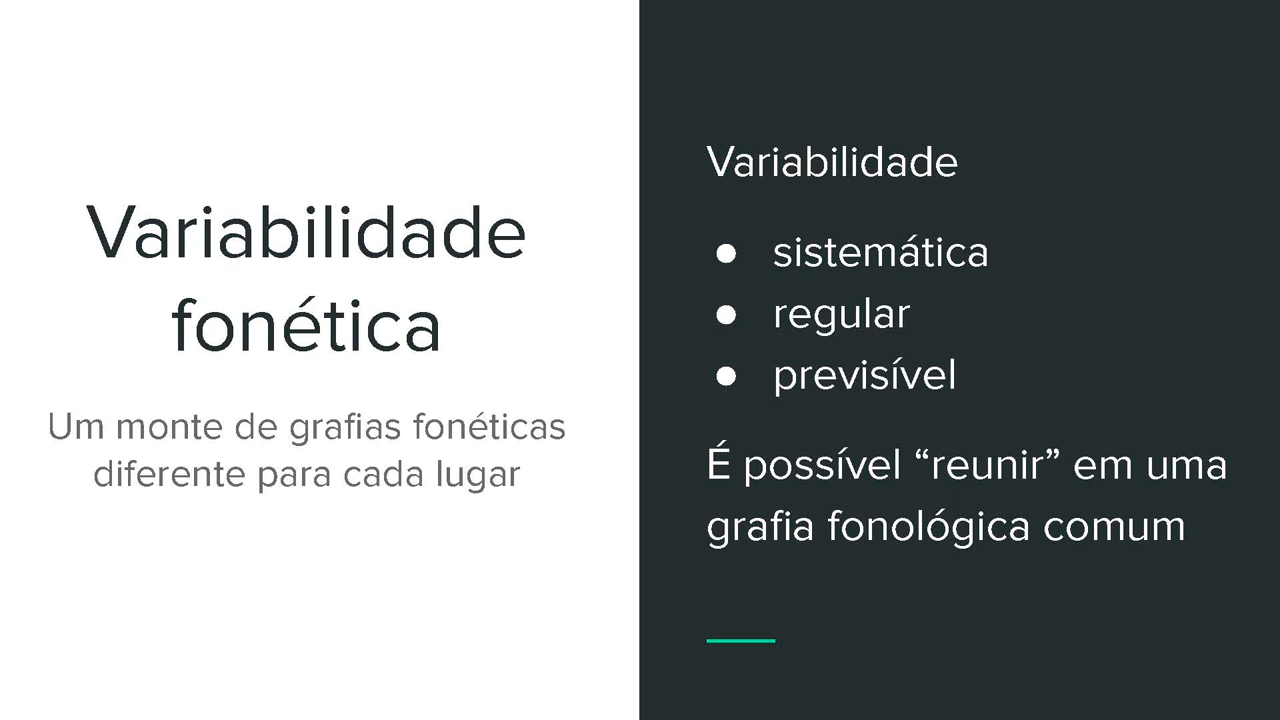 Variabilidade
fonética
Um monte de grafias fonéticas
diferente para cada lugar
Variabilidade
● sistemática
● regular
● previsível
É possível “reunir” em uma
grafia fonológica comum